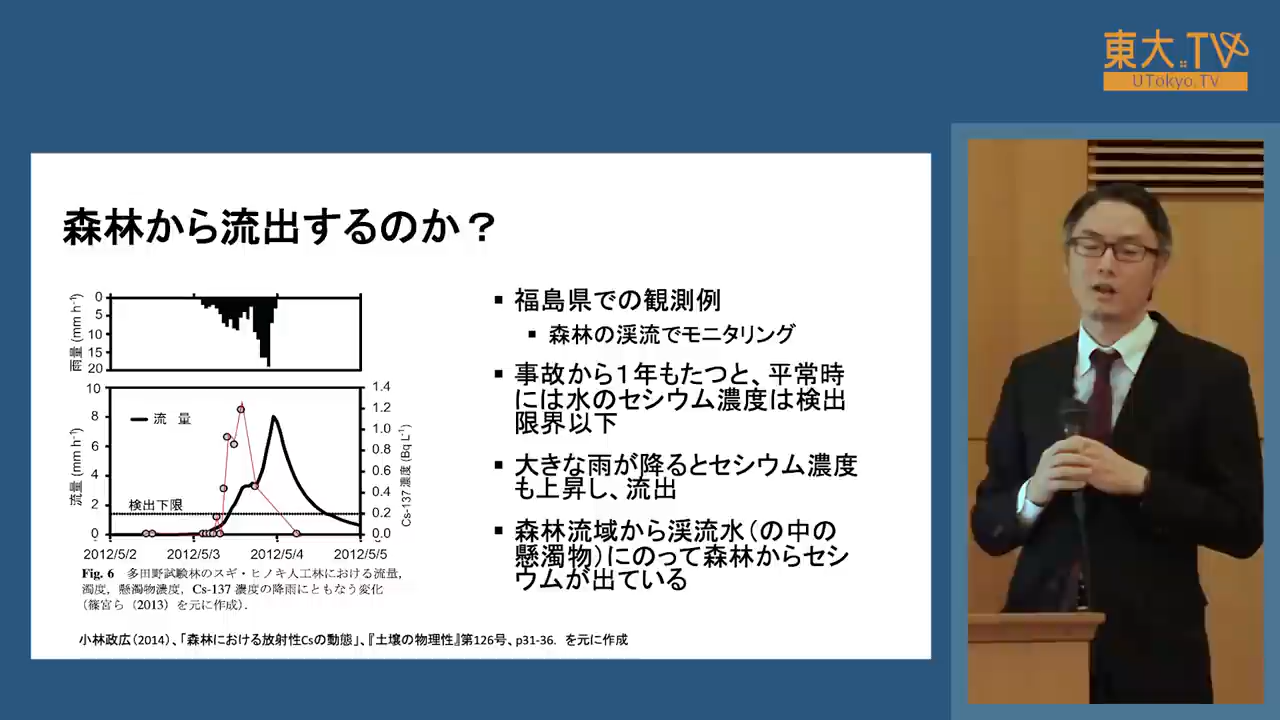 東大.TV
UTokyo.TV
森林から流出するのか？
0
5
10
15
20
雨量 (mm h⁻¹)
10
8
6
4
2
0
流量 (mm h⁻¹)
流 量
検出下限
1.4
1.2
1.0
0.8
0.6
0.4
0.2
0.0
Cs-137 濃度 (Bq L⁻¹)
2012/5/2 2012/5/3 2012/5/4 2012/5/5
Fig. 6 多田野試験林のスギ・ヒノキ人工林における流量，
濁度，懸濁物濃度，Cs-137 濃度の降雨にともなう変化
（篠宮ら（2013）を元に作成）．
▪ 福島県での観測例
▪ 森林の渓流でモニタリング
▪ 事故から１年もたつと、平常時
には水のセシウム濃度は検出
限界以下
▪ 大きな雨が降るとセシウム濃度
も上昇し、流出
▪ 森林流域から渓流水（の中の
懸濁物）にのって森林からセシ
ウムが出ている
小林政広（2014）、「森林における放射性Csの動態」、『土壌の物理性』第126号、p31-36. を元に作成